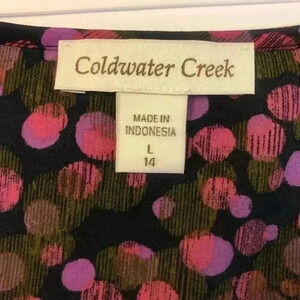 Coldwater Creek
MADE IN
INDONESIA
L
14